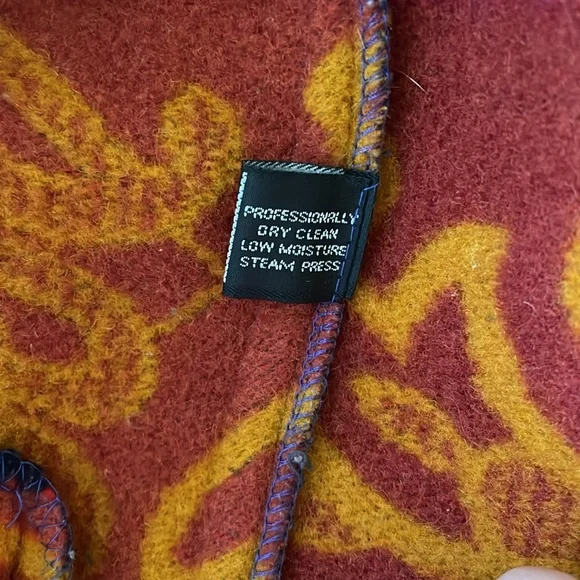 PROFESSIONALLY
DRY CLEAN
LOW MOISTURE
STEAM PRESS